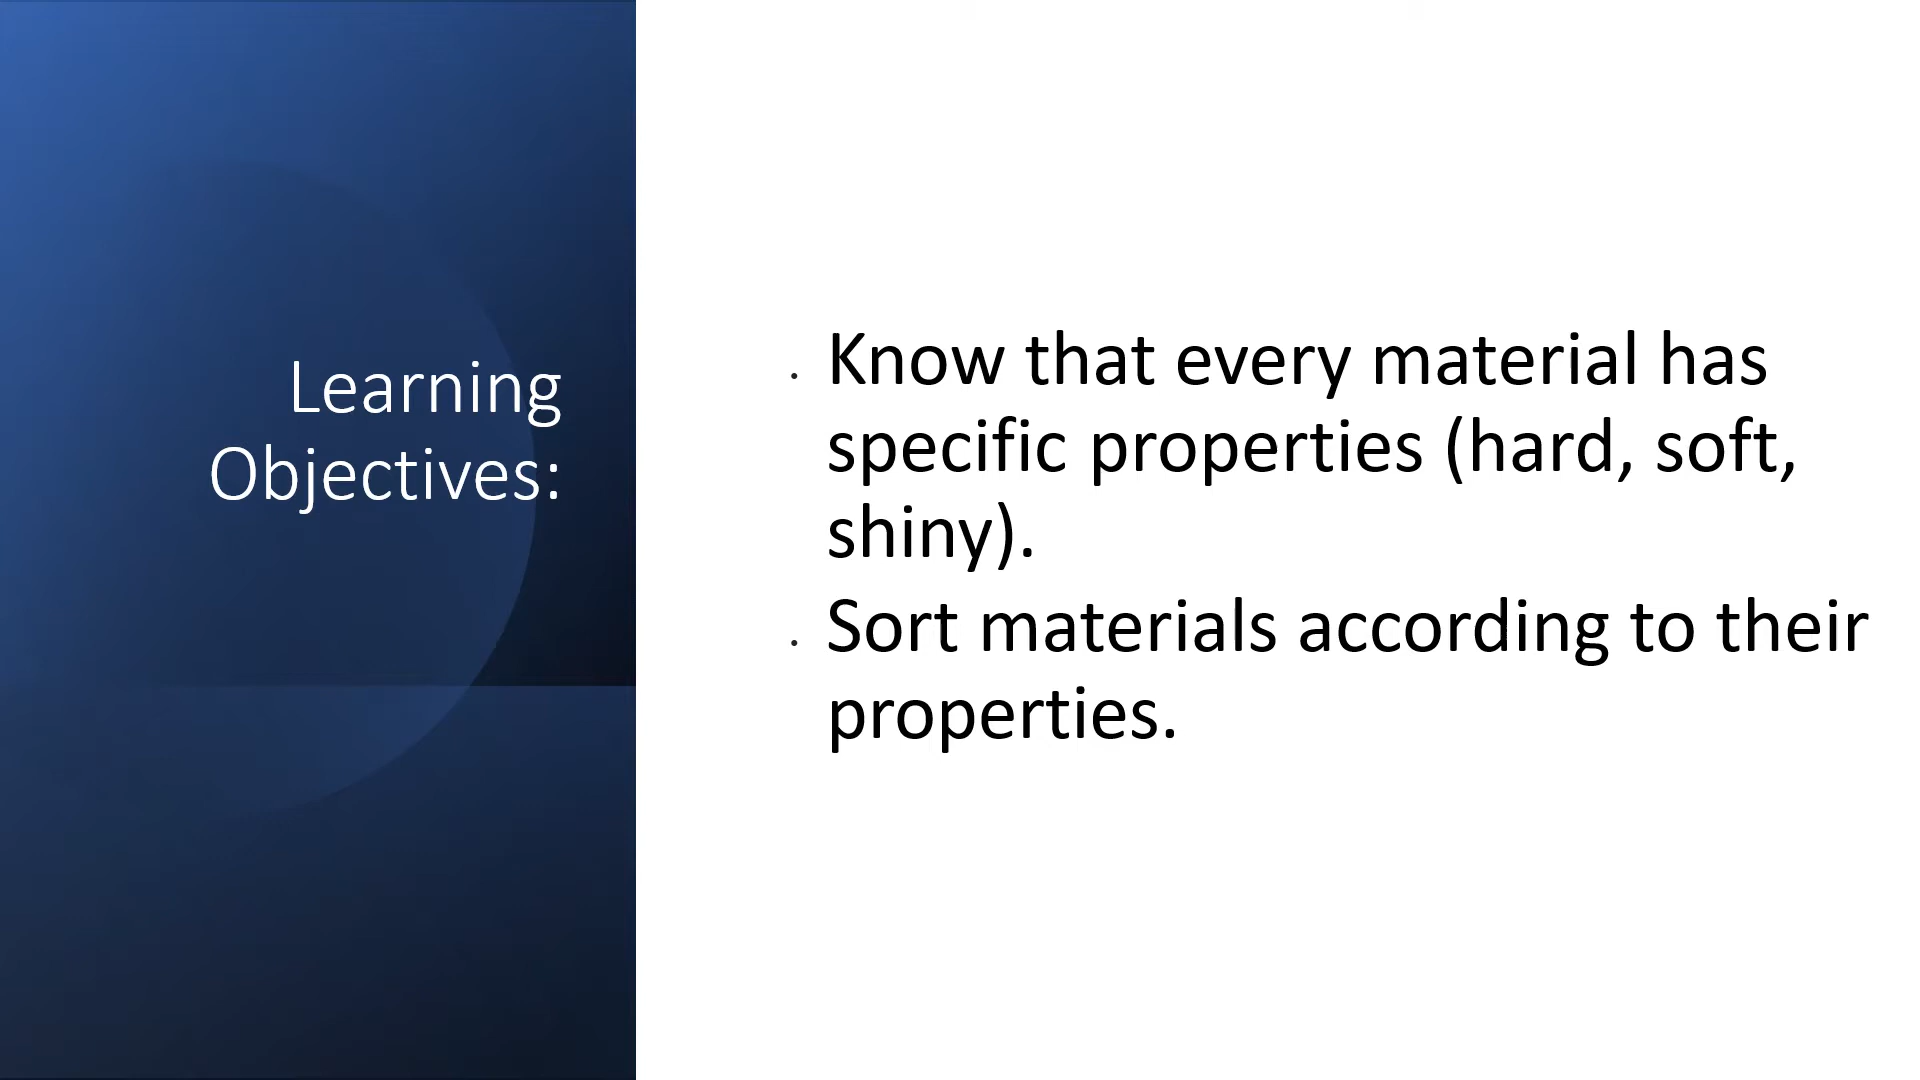 Learning
Objectives:
• Know that every material has
specific properties (hard, soft,
shiny).
• Sort materials according to their
properties.